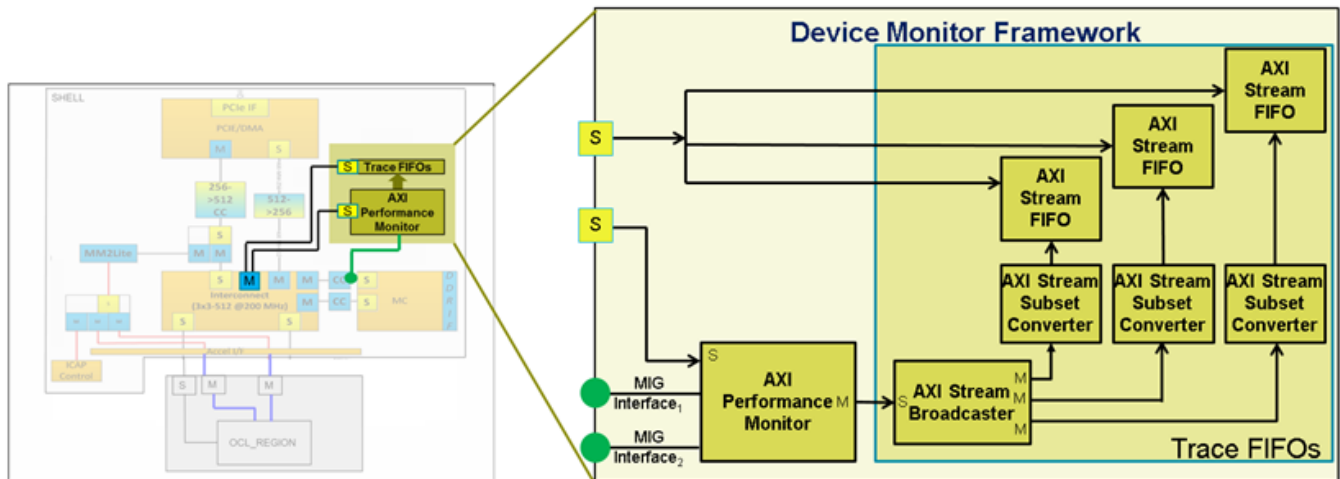 SHELL
PCIe IF
PCIE/DMA
M
S
256-
>512
CC
512-
>256
S
Trace FIFOs
S
AXI
Performance
Monitor
MM2Lite
S
M
M
S
M
M
M
CC
S
Interconnect
(3x3-512 @200 MHz)
M
CC
S
MC
S
S
Accel I/F
ICAP
Control
S
M
M
OCL_REGION
Device Monitor Framework
AXI
Stream
FIFO
AXI
Stream
FIFO
AXI
Stream
FIFO
S
S
AXI Stream
Subset
Converter
AXI Stream
Subset
Converter
AXI Stream
Subset
Converter
S
AXI
Performance
Monitor
M
MIG
Interface1
MIG
Interface2
S
AXI Stream
Broadcaster
M
M
M
Trace FIFOs